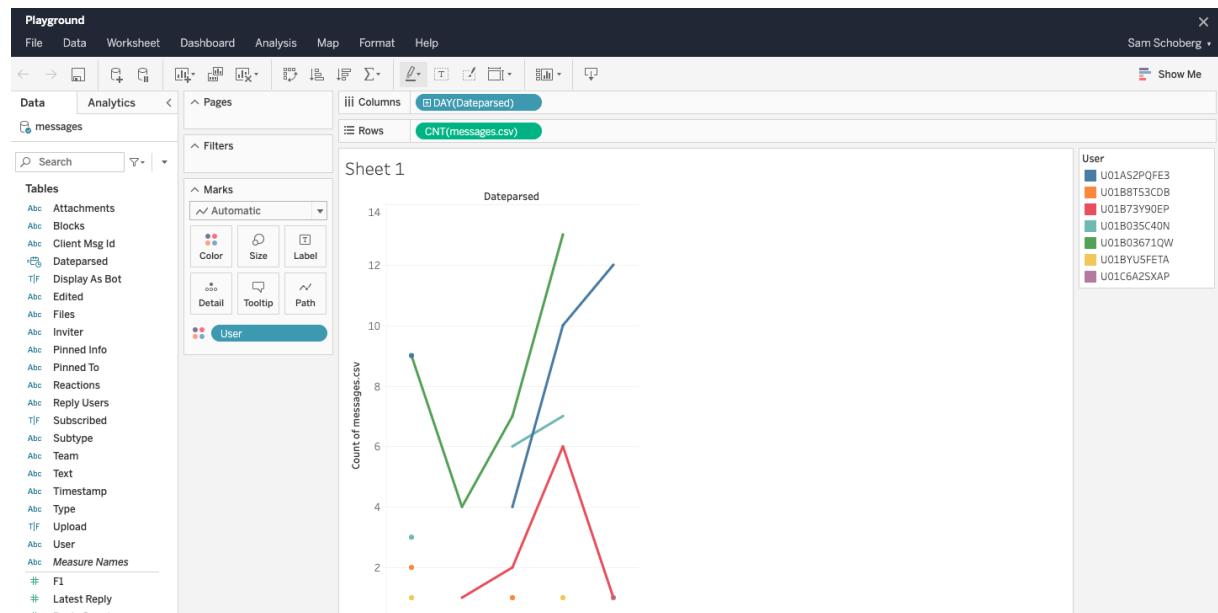 Playground
File Data Worksheet Dashboard Analysis Map Format Help
Sam Schoberg
Show Me
Data Analytics
messages
Search
Tables
Abc Attachments
Abc Blocks
Abc Client Msg Id
Dateparsed
T|F Display As Bot
Abc Edited
Abc Files
Abc Inviter
Abc Pinned Info
Abc Pinned To
Abc Reactions
Abc Reply Users
T|F Subscribed
Abc Subtype
Abc Team
Abc Text
Abc Timestamp
Abc Type
T|F Upload
Abc User
Abc Measure Names
# F1
# Latest Reply
Pages
Filters
Marks
Automatic
Color Size Label
Detail Tooltip Path
User
Columns DAY(Dateparsed)
Rows CNT(messages.csv)
Sheet 1
Dateparsed
Count of messages.csv
14
12
10
8
6
4
2
User
U01AS2PQFE3
U01B8TS3CDB
U01B73Y90EP
U01B035C40N
U01B03671QW
U01BYU5FETA
U01C6A2SXAP